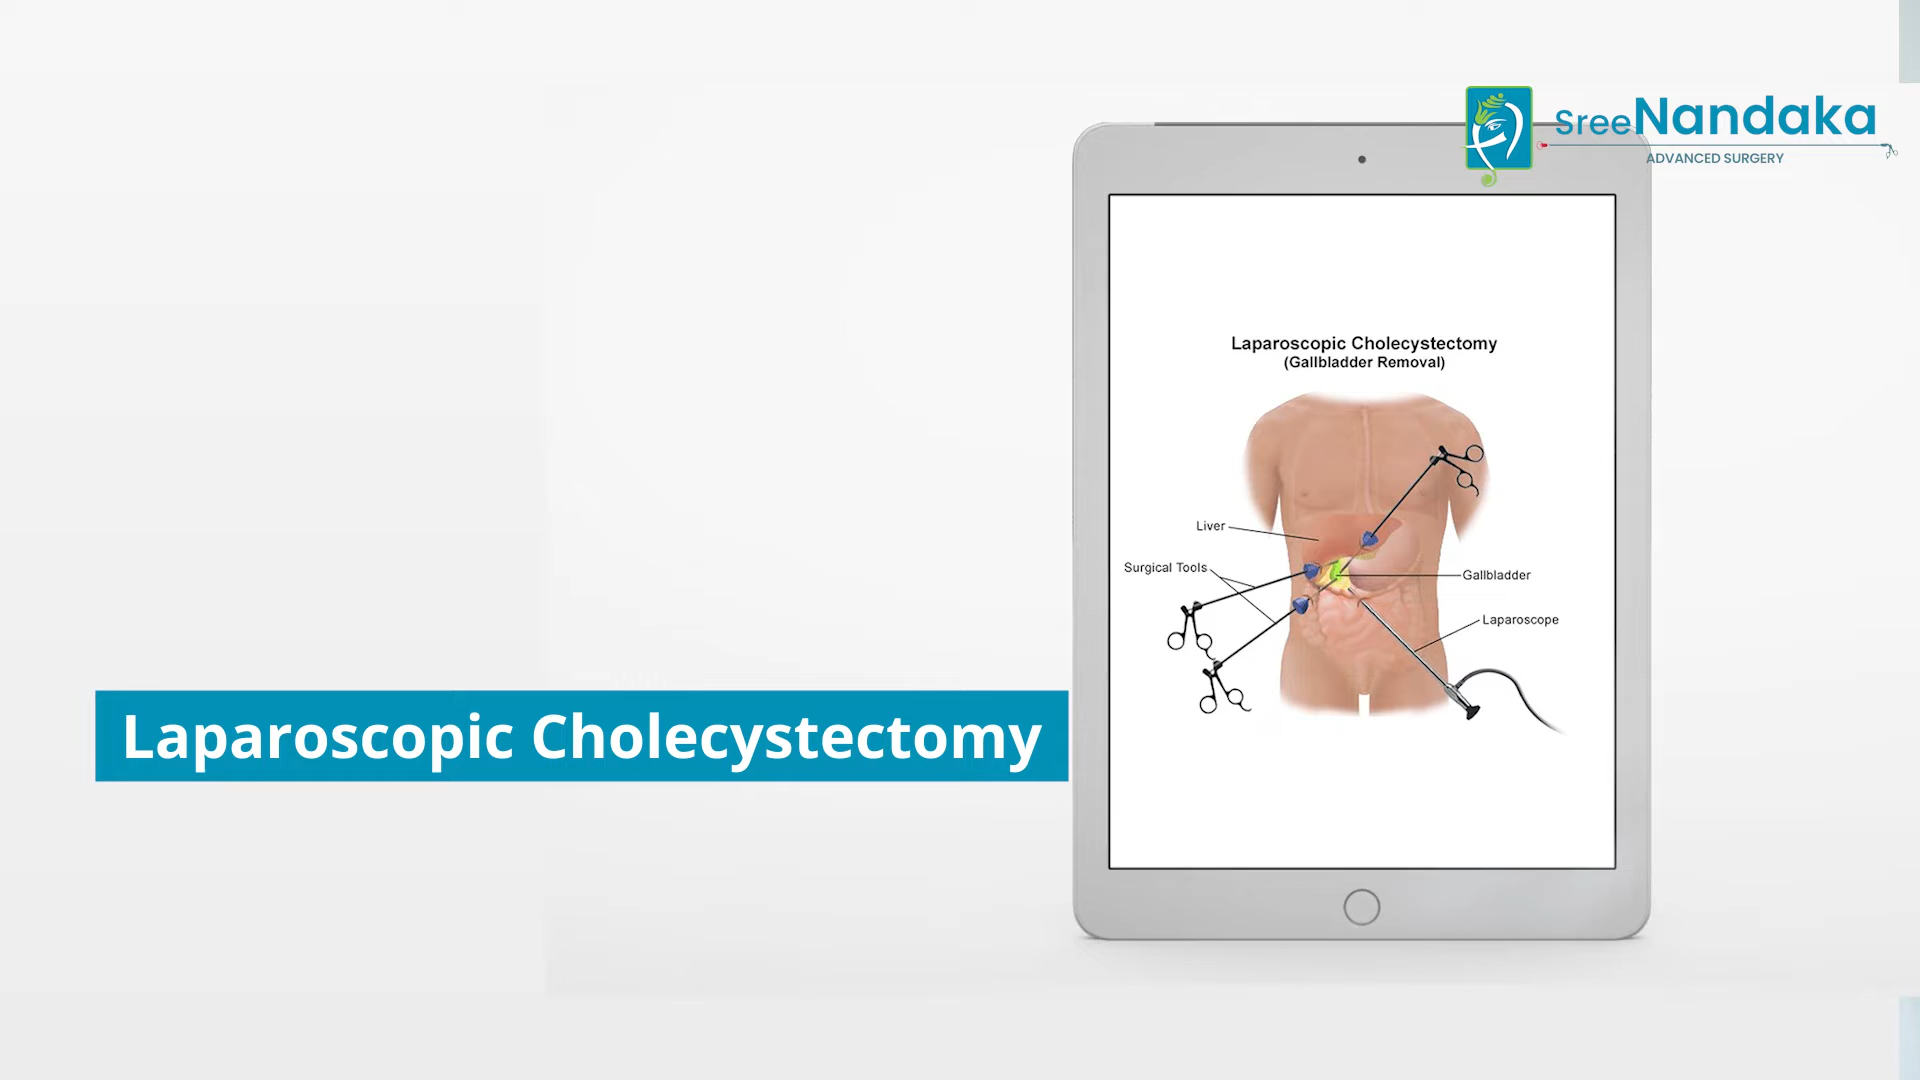 SreeNandaka
ADVANCED SURGERY
Laparoscopic Cholecystectomy
(Gallbladder Removal)
Liver
Surgical Tools
Gallbladder
Laparoscope
Laparoscopic Cholecystectomy